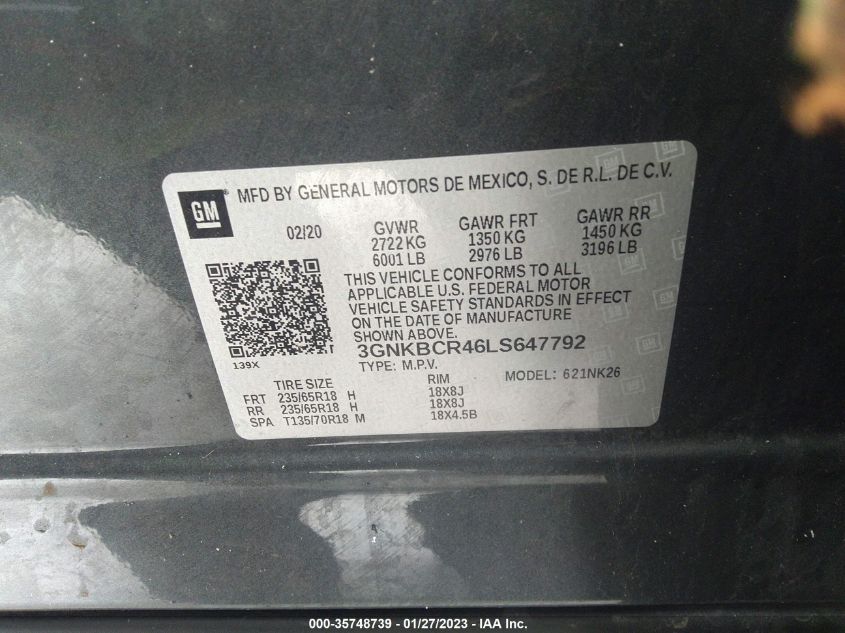 GM
MFD BY GENERAL MOTORS DE MEXICO, S. DE R.L. DE C.V.
02/20 GVWR GAWR FRT GAWR RR
2722 KG 1350 KG 1450 KG
6001 LB 2976 LB 3196 LB
THIS VEHICLE CONFORMS TO ALL
APPLICABLE U.S. FEDERAL MOTOR
VEHICLE SAFETY STANDARDS IN EFFECT
ON THE DATE OF MANUFACTURE
SHOWN ABOVE.
139X
3GNKBCR46LS647792
TYPE: M.P.V. MODEL: 621NK26
TIRE SIZE RIM
FRT 235/65R18 H 18X8J
RR 235/65R18 H 18X8J
SPA T135/70R18 M 18X4.5B
000-35748739 - 01/27/2023 - IAA Inc.